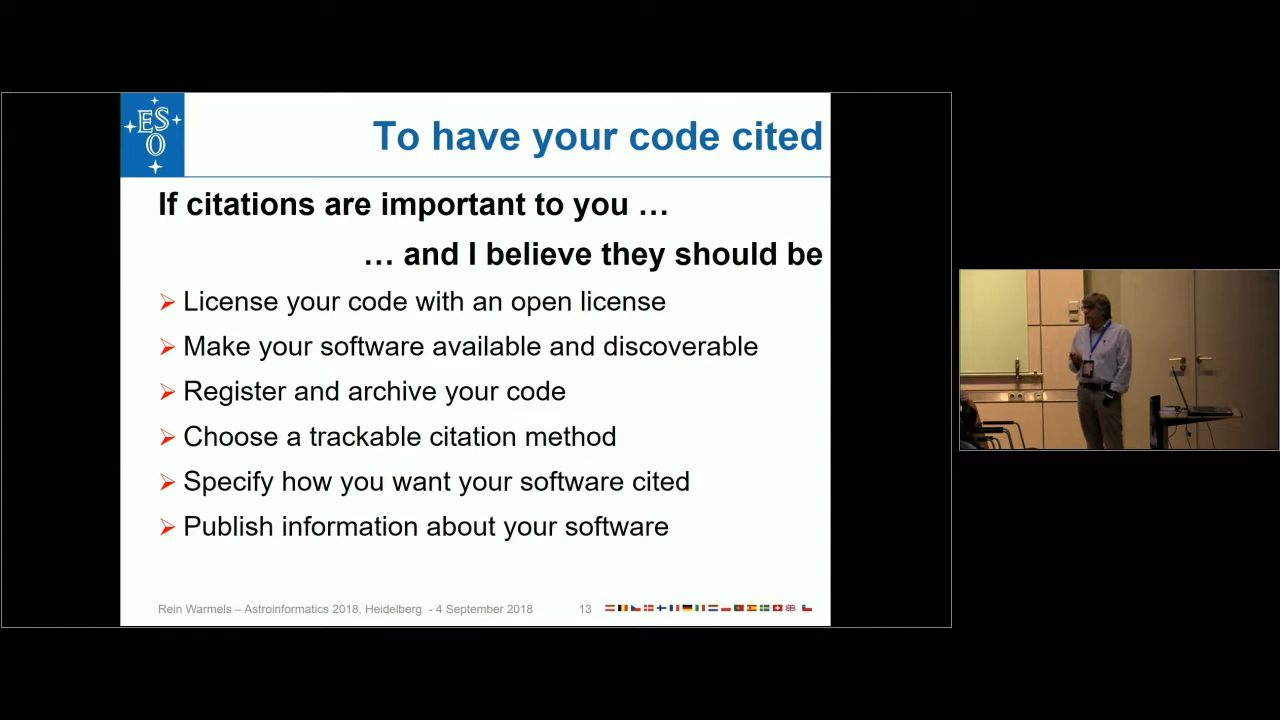 ESO
To have your code cited
If citations are important to you …
… and I believe they should be
License your code with an open license
Make your software available and discoverable
Register and archive your code
Choose a trackable citation method
Specify how you want your software cited
Publish information about your software
Rein Warmels – Astroinformatics 2018, Heidelberg - 4 September 2018 13